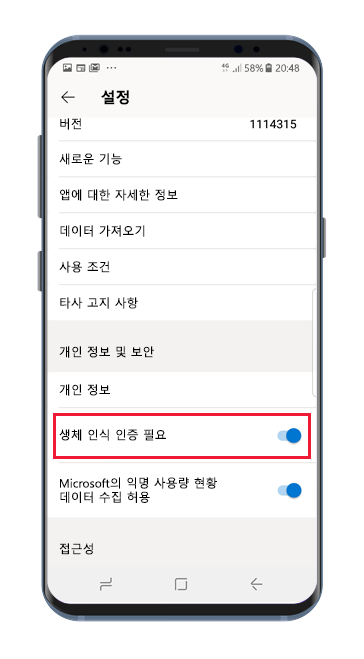 4G 58% 20:48
설정
버전 1114315
새로운 기능
앱에 대한 자세한 정보
데이터 가져오기
사용 조건
타사 고지 사항
개인 정보 및 보안
개인 정보
생체 인식 인증 필요
Microsoft의 익명 사용량 현황
데이터 수집 허용
접근성